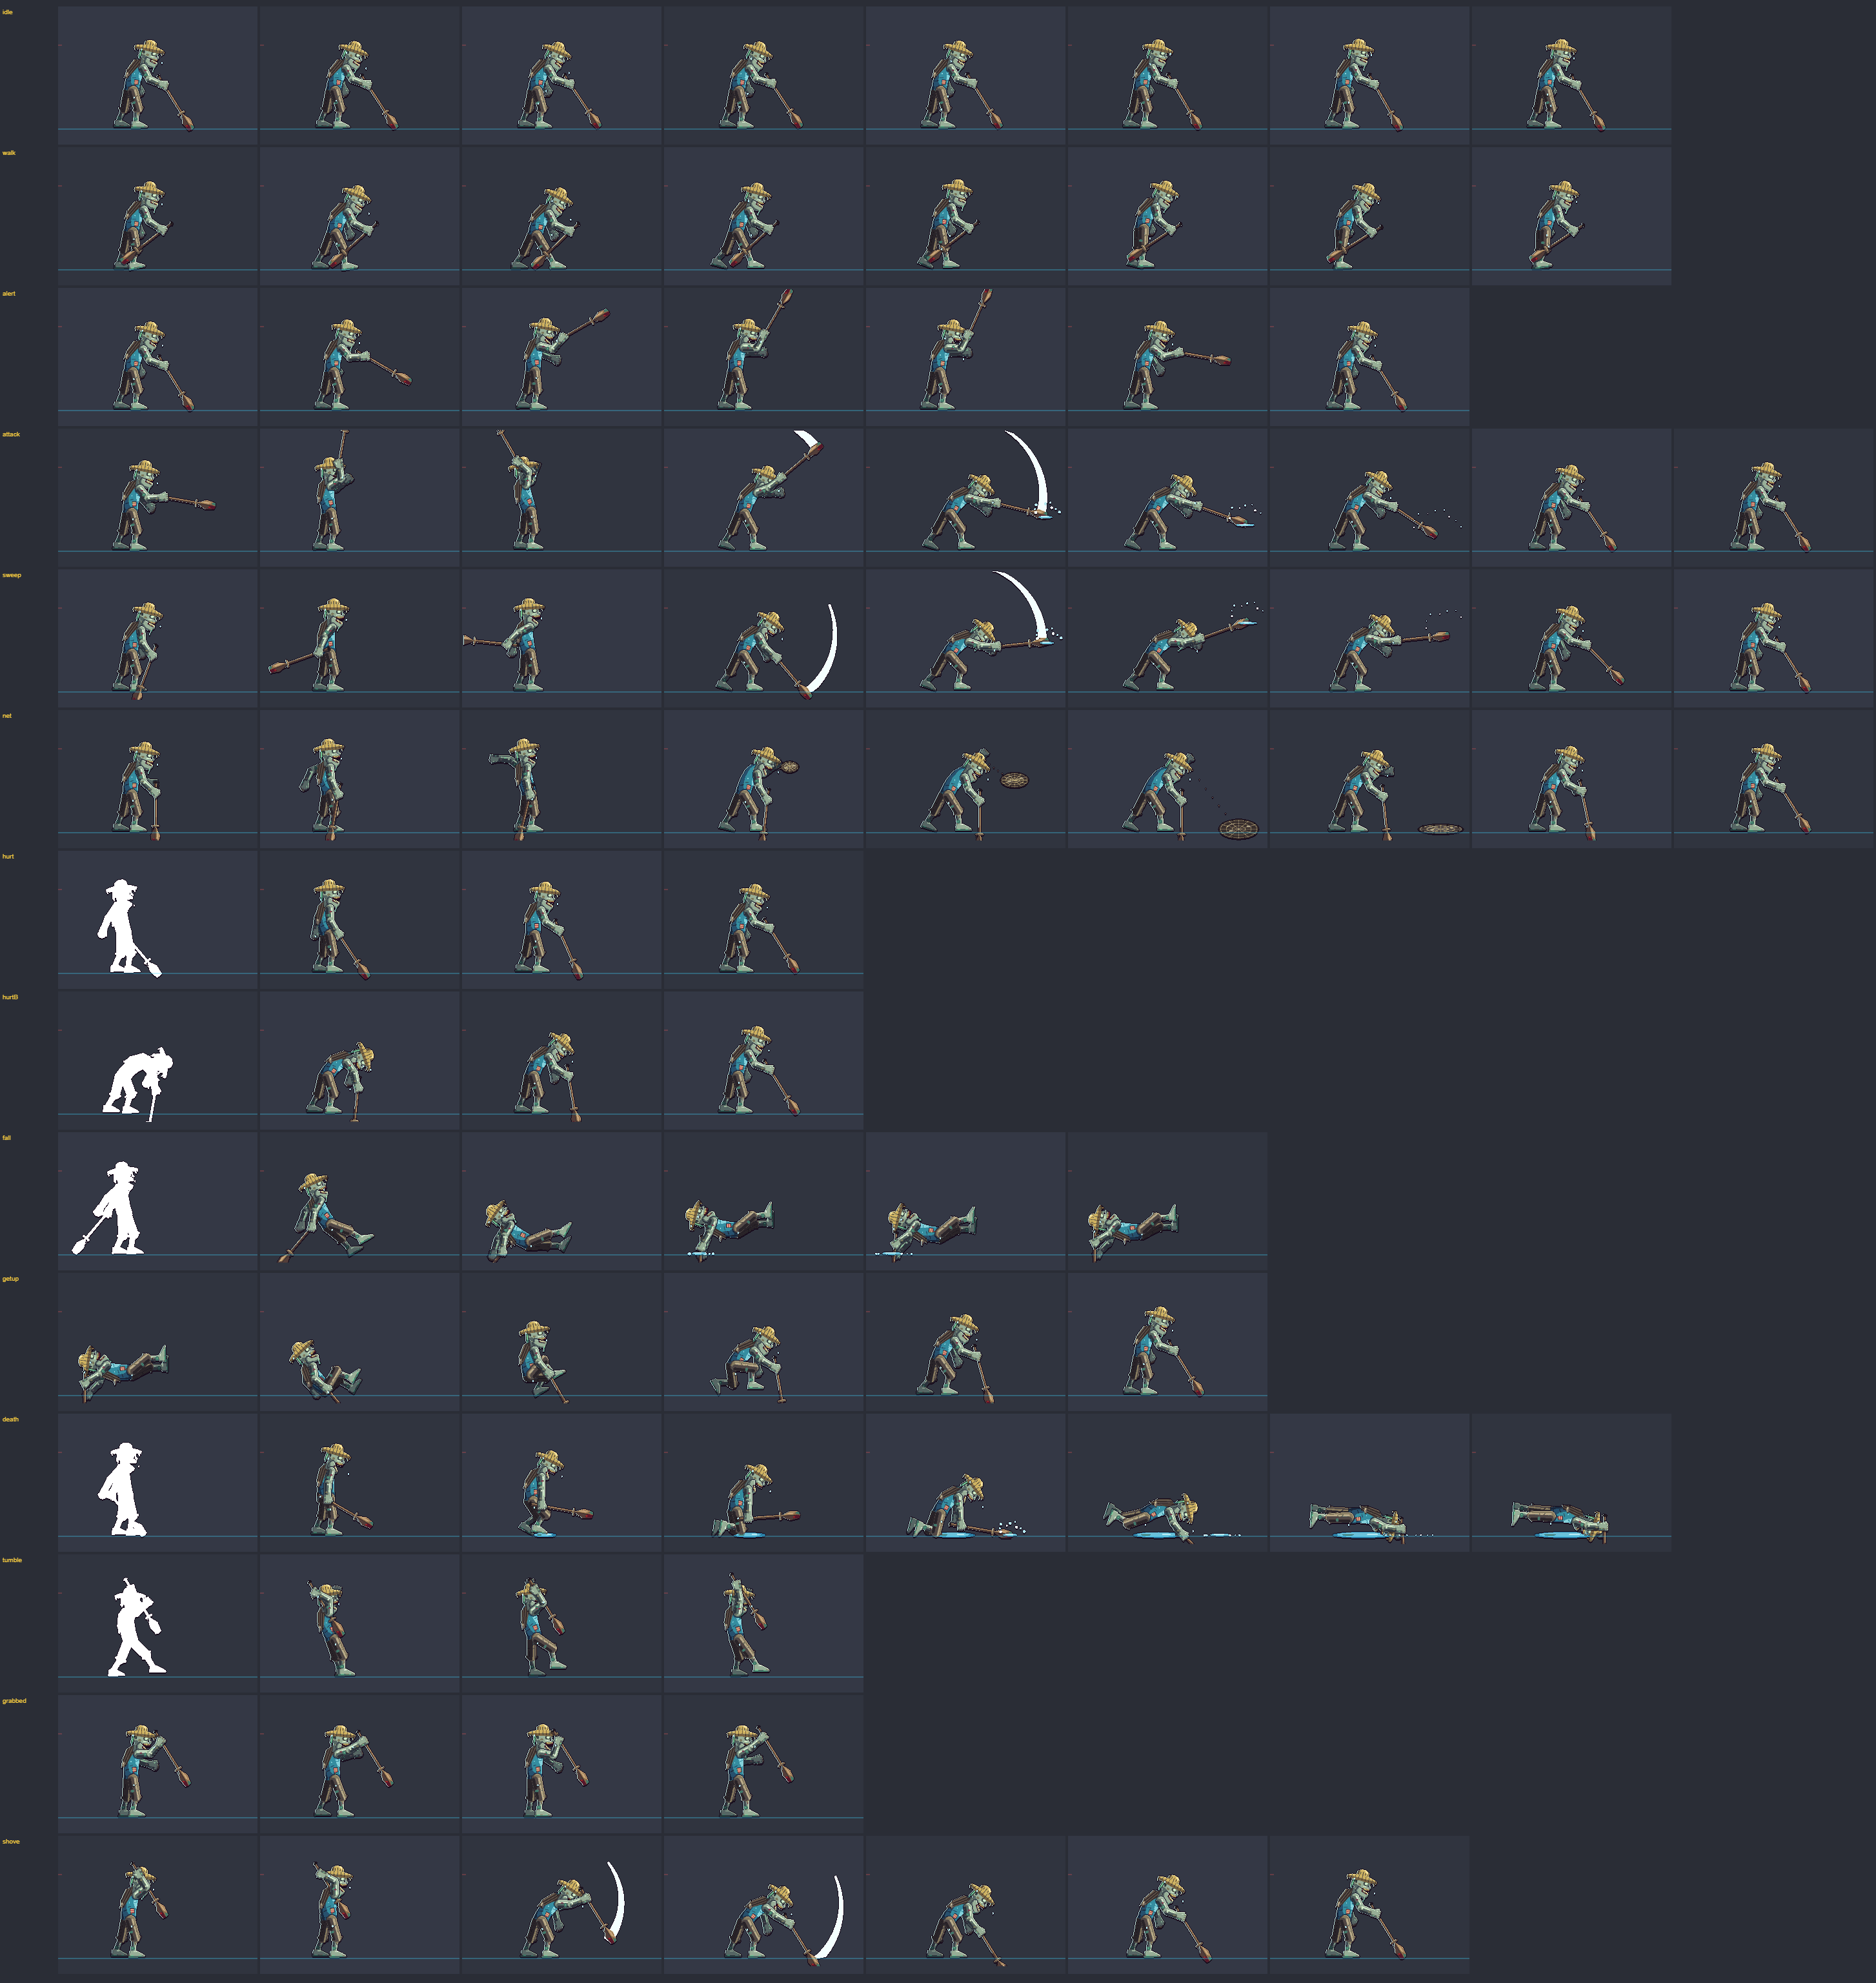 idle
walk
alert
attack
sweep
net
hurt
hurtB
fall
getup
death
tumble
grabbed
shove